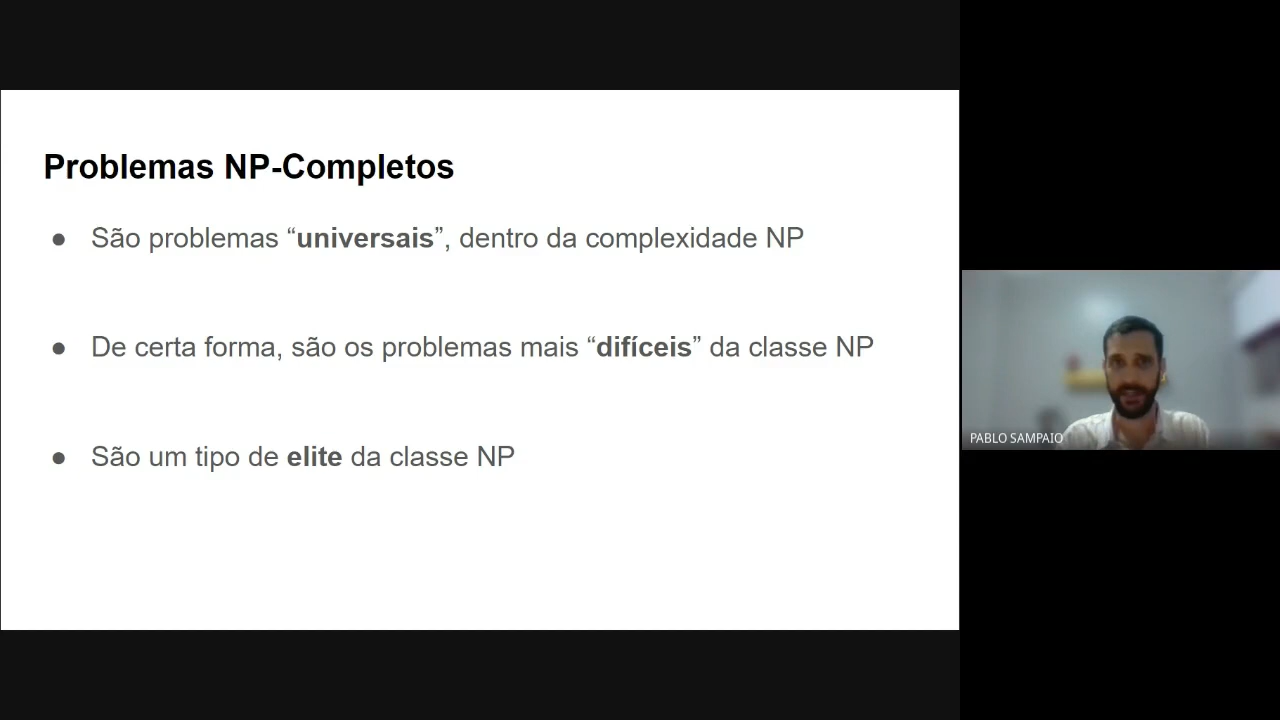 Problemas NP-Completos
● São problemas “universais”, dentro da complexidade NP
● De certa forma, são os problemas mais “difíceis” da classe NP
● São um tipo de elite da classe NP
PABLO SAMPAIO